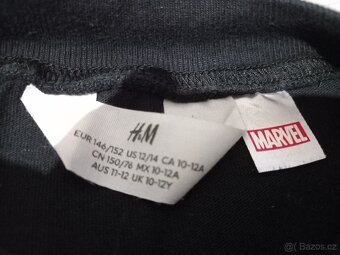 H&M
EUR 146/152 US 12/14 CA 10-12A
CN 150/76 MX 10-12A
AUS 11-12 UK 10-12Y
MARVEL
Bazoš.cz